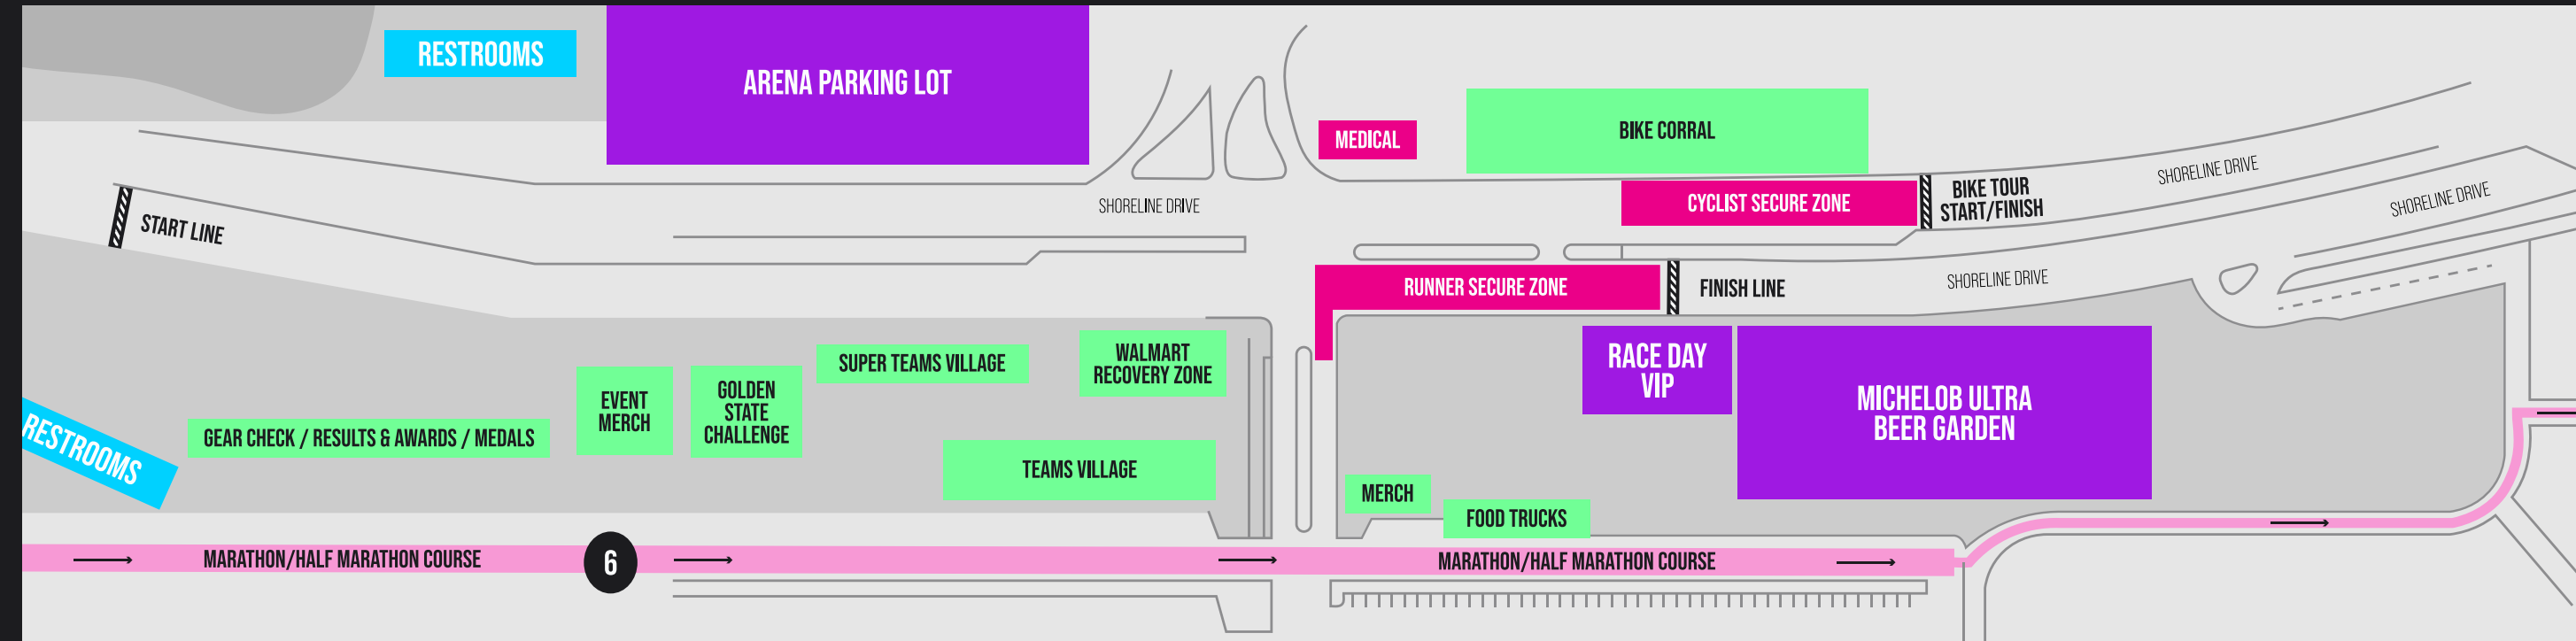 RESTROOMS
ARENA PARKING LOT
MEDICAL
BIKE CORRAL
SHORELINE DRIVE
CYCLIST SECURE ZONE
BIKE TOUR
START/FINISH
SHORELINE DRIVE
SHORELINE DRIVE
START LINE
RUNNER SECURE ZONE
FINISH LINE
SHORELINE DRIVE
SUPER TEAMS VILLAGE
WALMART
RECOVERY ZONE
RACE DAY
VIP
EVENT
MERCH
GOLDEN
STATE
CHALLENGE
MICHELOB ULTRA
BEER GARDEN
RESTROOMS
GEAR CHECK / RESULTS & AWARDS / MEDALS
TEAMS VILLAGE
MERCH
FOOD TRUCKS
MARATHON/HALF MARATHON COURSE
6
MARATHON/HALF MARATHON COURSE